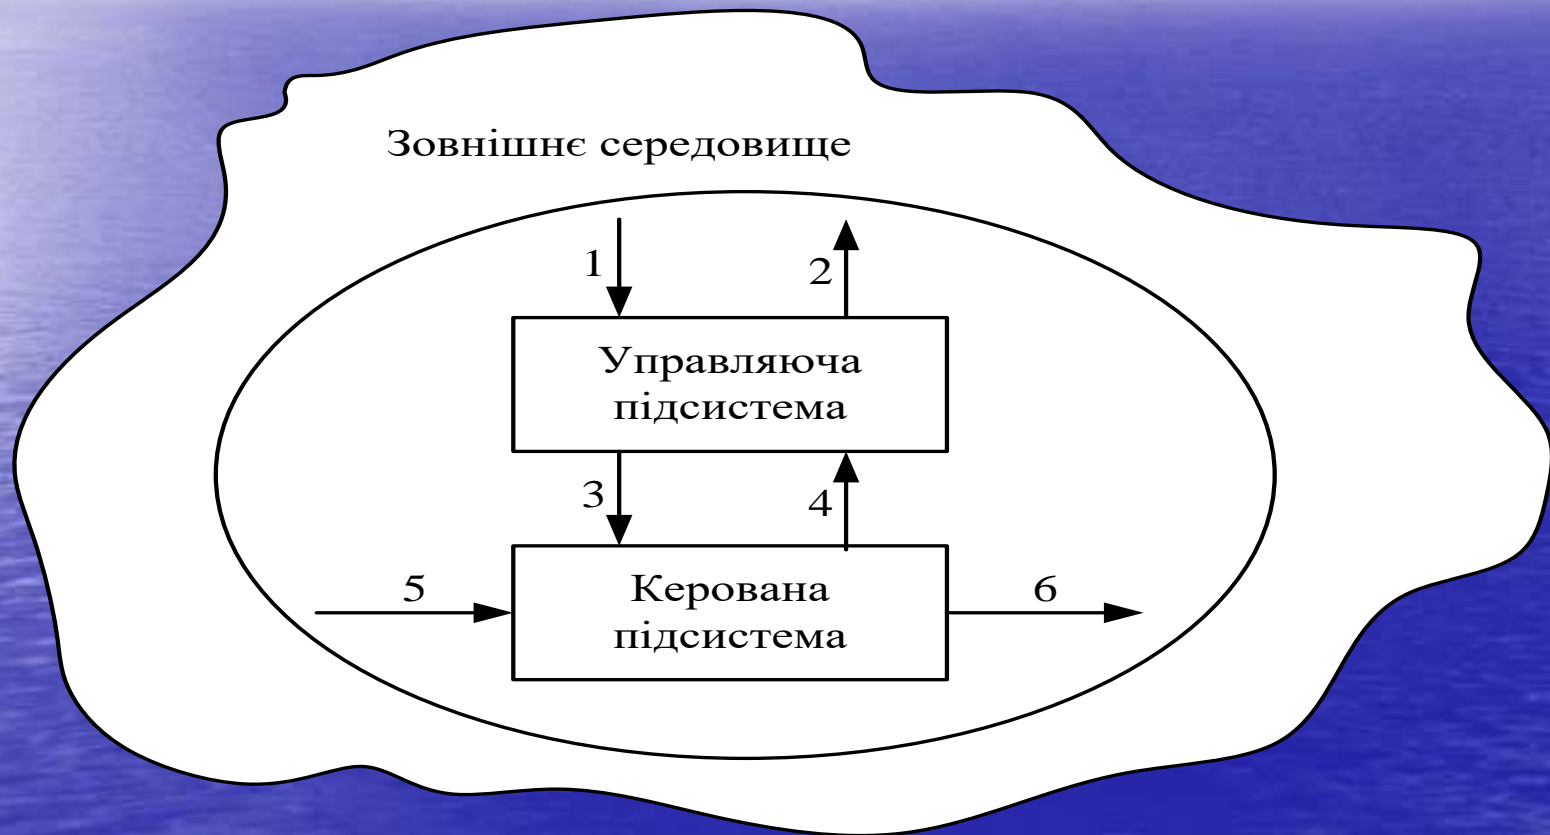 Зовнішнє середовище
1
2
Управляюча
підсистема
3
4
5
Керована
підсистема
6